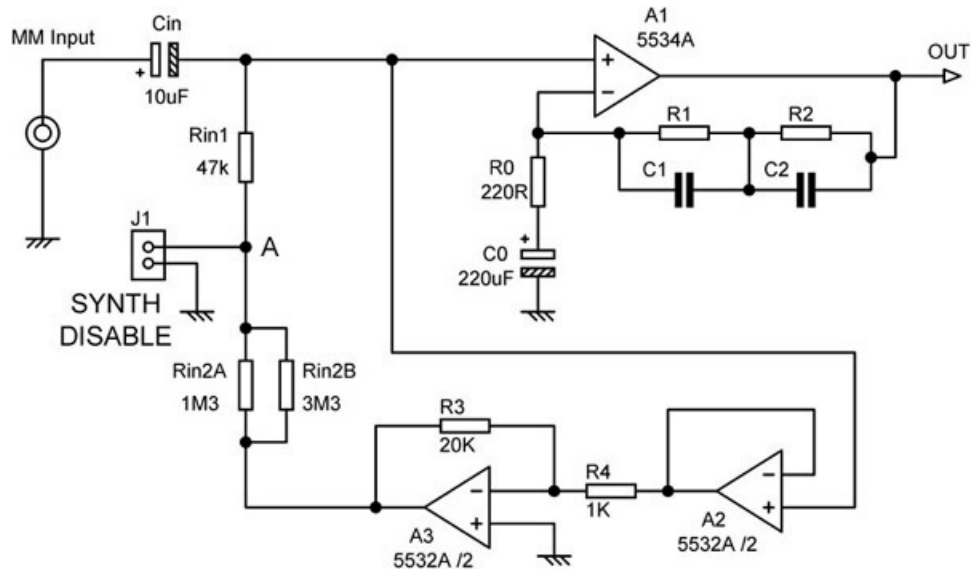 MM Input
Cin
+
10uF
A1
5534A
+
−
OUT
Rin1
47k
R0
220R
R1
R2
C1
C2
J1
A
+
C0
220uF
SYNTH
DISABLE
Rin2A
1M3
Rin2B
3M3
R3
20K
R4
1K
−
+
A3
5532A /2
−
+
A2
5532A /2